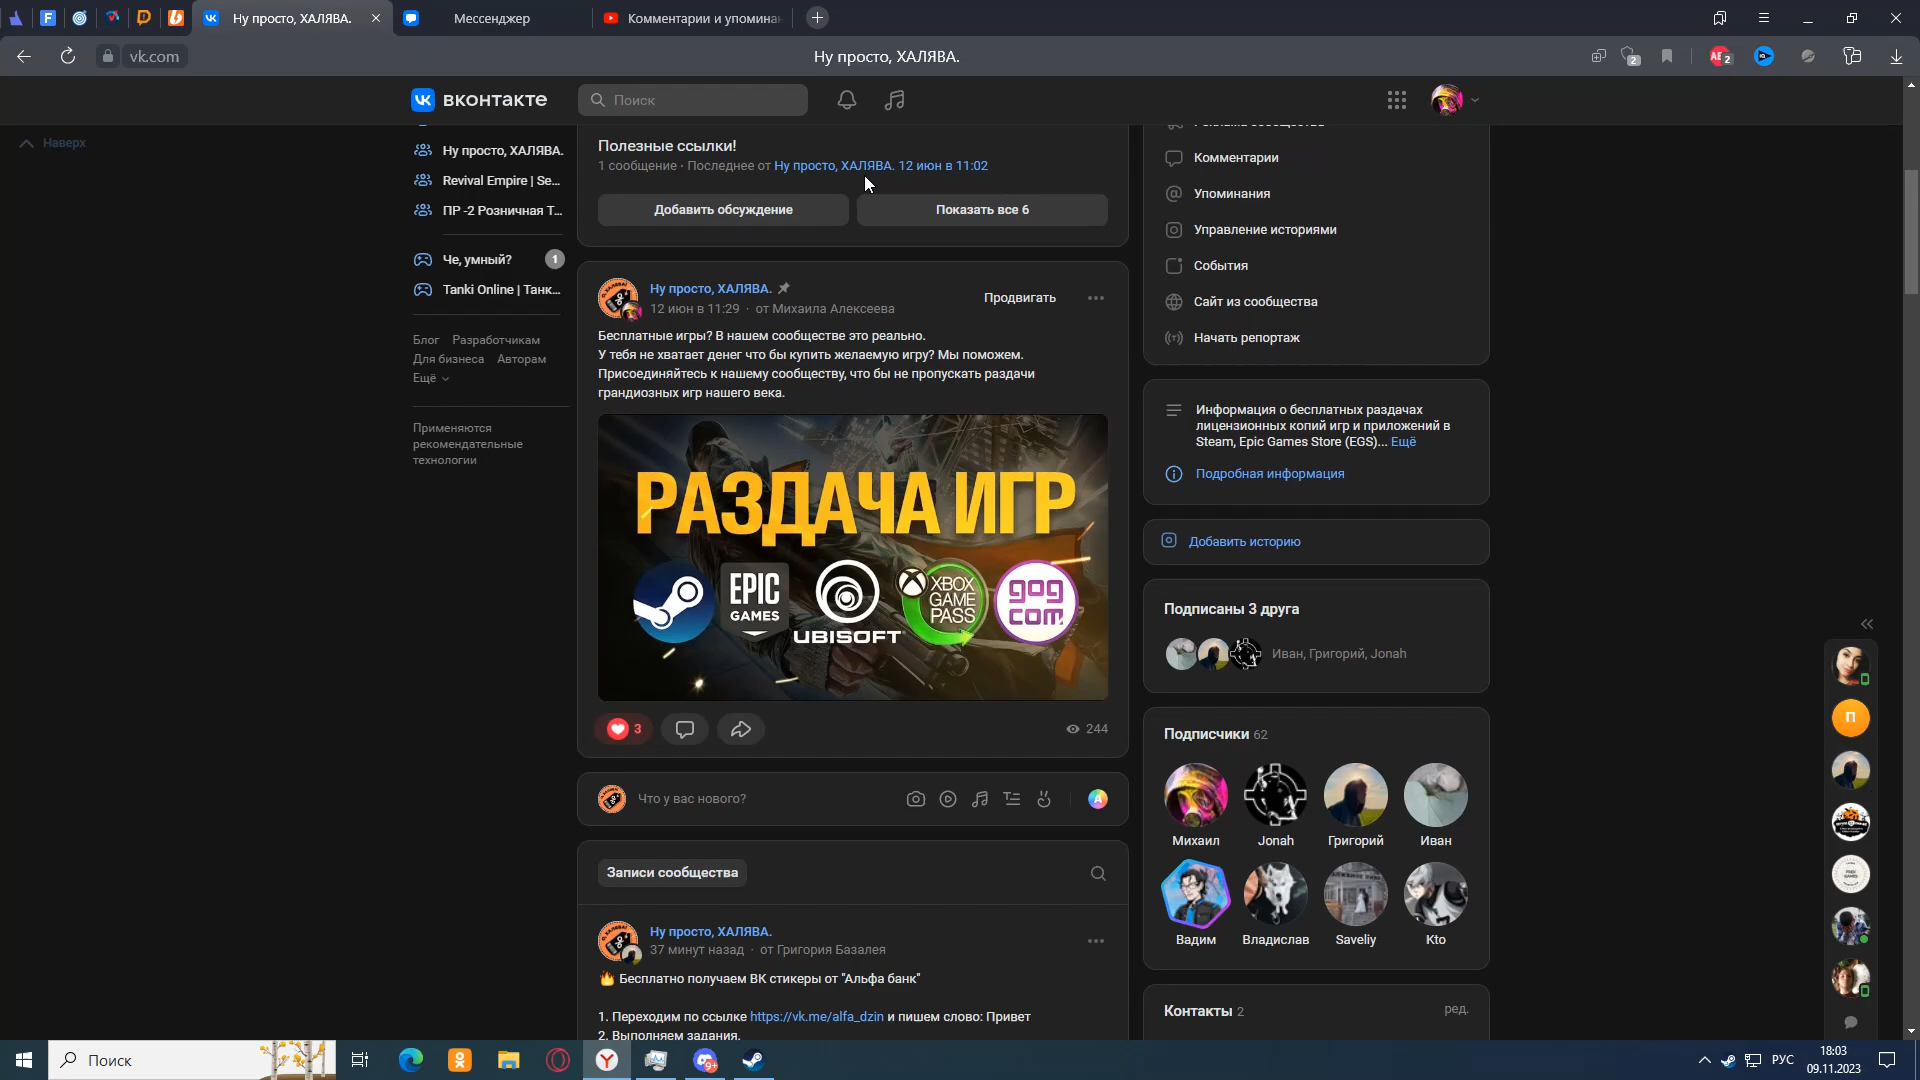 Ну просто, ХАЛЯВА.
Мессенджер
Комментарии и упомина
vk.com
Ну просто, ХАЛЯВА.
2
2
вконтакте
Поиск
Наверх
Ну просто, ХАЛЯВА.
Revival Empire | Se...
ПР -2 Розничная Т...
Че, умный?
1
Tanki Online | Танк...
Блог Разработчикам
Для бизнеса Авторам
Ещё
Применяются
рекомендательные
технологии
Полезные ссылки!
1 сообщение · Последнее от Ну просто, ХАЛЯВА. 12 июн в 11:02
Добавить обсуждение
Показать все 6
Ну просто, ХАЛЯВА.
12 июн в 11:29 · от Михаила Алексеева
Продвигать
Бесплатные игры? В нашем сообществе это реально.
У тебя не хватает денег что бы купить желаемую игру? Мы поможем.
Присоединяйтесь к нашему сообществу, что бы не пропускать раздачи
грандиозных игр нашего века.
РАЗДАЧА ИГР
EPIC
GAMES
UBISOFT
XBOX
GAME
PASS
gog
com
3
244
Что у вас нового?
Записи сообщества
Ну просто, ХАЛЯВА.
37 минут назад · от Григория Базалея
🔥 Бесплатно получаем ВК стикеры от "Альфа банк"
1. Переходим по ссылке https://vk.me/alfa_dzin и пишем слово: Привет
2. Выполняем задания.
Комментарии
Упоминания
Управление историями
События
Сайт из сообщества
Начать репортаж
Информация о бесплатных раздачах
лицензионных копий игр и приложений в
Steam, Epic Games Store (EGS)... Ещё
Подробная информация
Добавить историю
Подписаны 3 друга
Иван, Григорий, Jonah
Подписчики 62
Михаил
Jonah
Григорий
Иван
Вадим
Владислав
Saveliy
Kto
Контакты 2
ред.
П
Поиск
РУС
18:03
09.11.2023